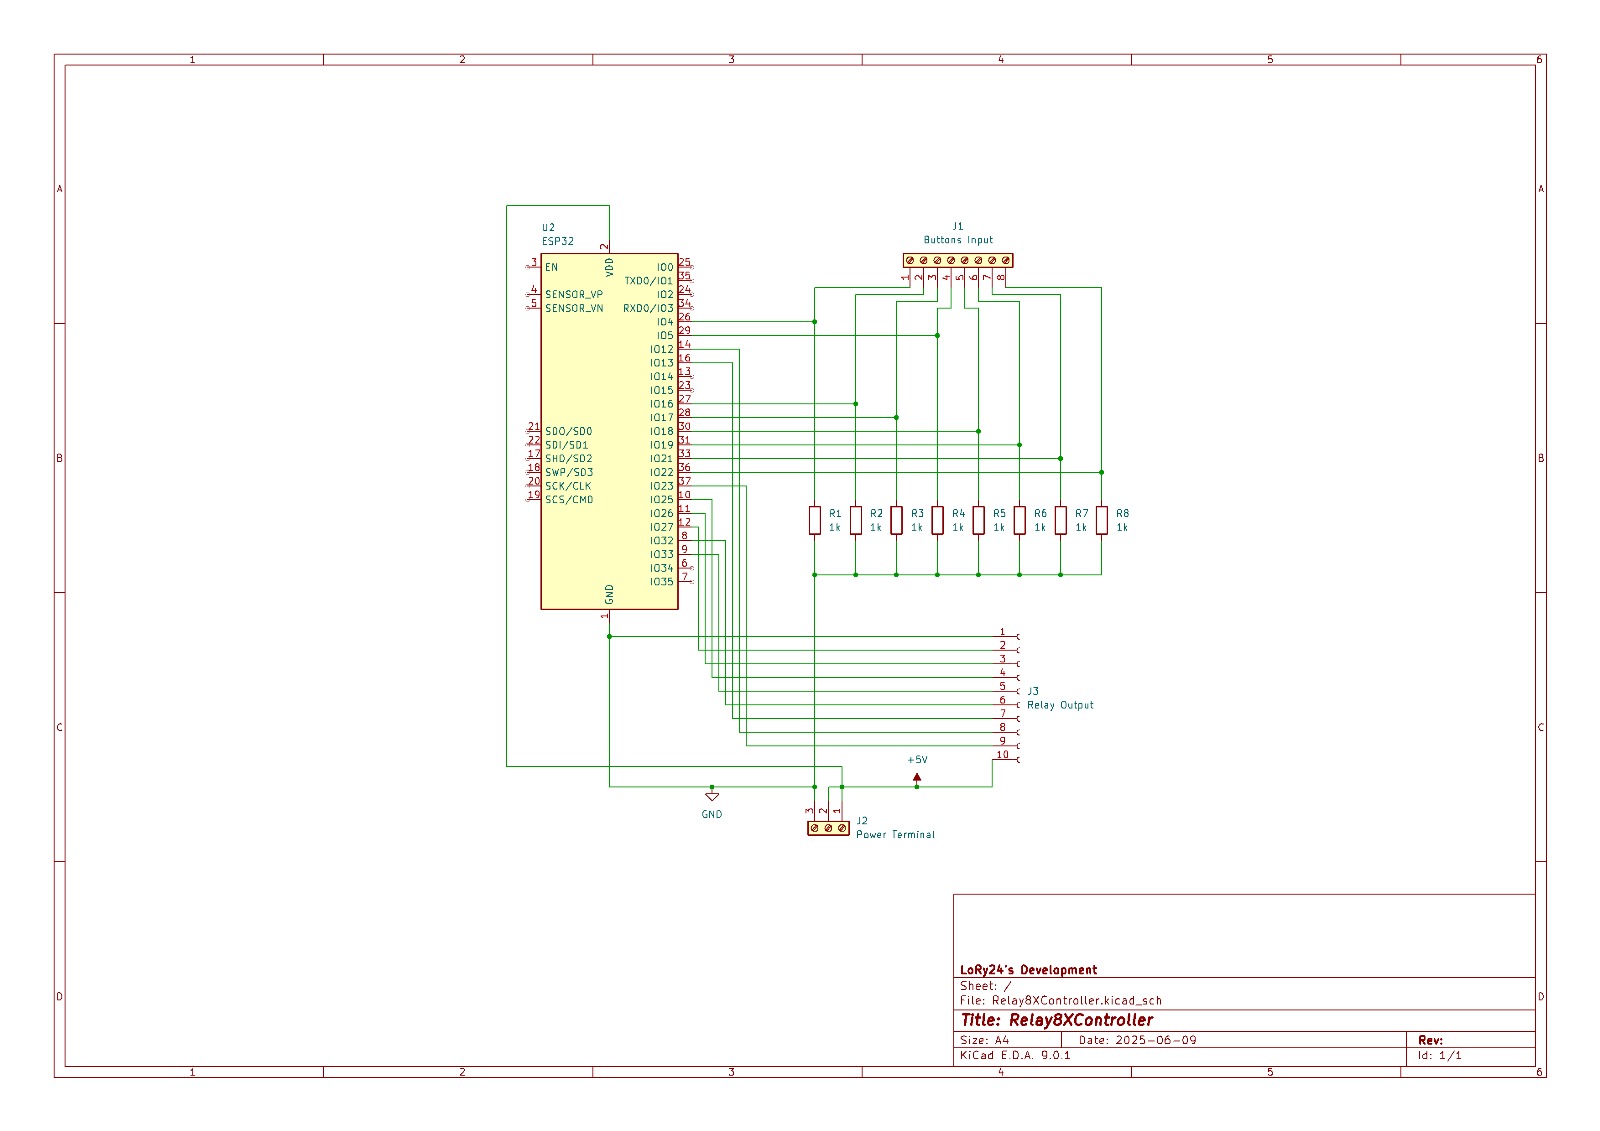 1 2 3 4 5 6
A A
J1
Buttons Input
1 2 3 4 5 6 7 8
U2
ESP32
2
VDD
3 EN IO0 25
TXD0/IO1 35
4 SENSOR_VP IO2 24
5 SENSOR_VN RXD0/IO3 34
IO4 26
IO5 29
IO12 14
IO13 16
IO14 13
IO15 23
IO16 27
IO17 28
21 SDO/SD0 IO18 30
22 SDI/SD1 IO19 31
17 SHD/SD2 IO21 33
18 SWP/SD3 IO22 36
20 SCK/CLK IO23 37
19 SCS/CMD IO25 10
IO26 11
IO27 12
IO32 8
IO33 9
IO34 6
IO35 7
GND
1
B B
R1 R2 R3 R4 R5 R6 R7 R8
1k 1k 1k 1k 1k 1k 1k 1k
1
2
3
4
5
6
7
8
9
10
J3
Relay Output
C C
+5V
GND
3 2 1
J2
Power Terminal
D D
LoRy24's Development
Sheet: /
File: Relay8XController.kicad_sch
Title: Relay8XController
Size: A4 Date: 2025-06-09 Rev:
KiCad E.D.A. 9.0.1 Id: 1/1
1 2 3 4 5 6